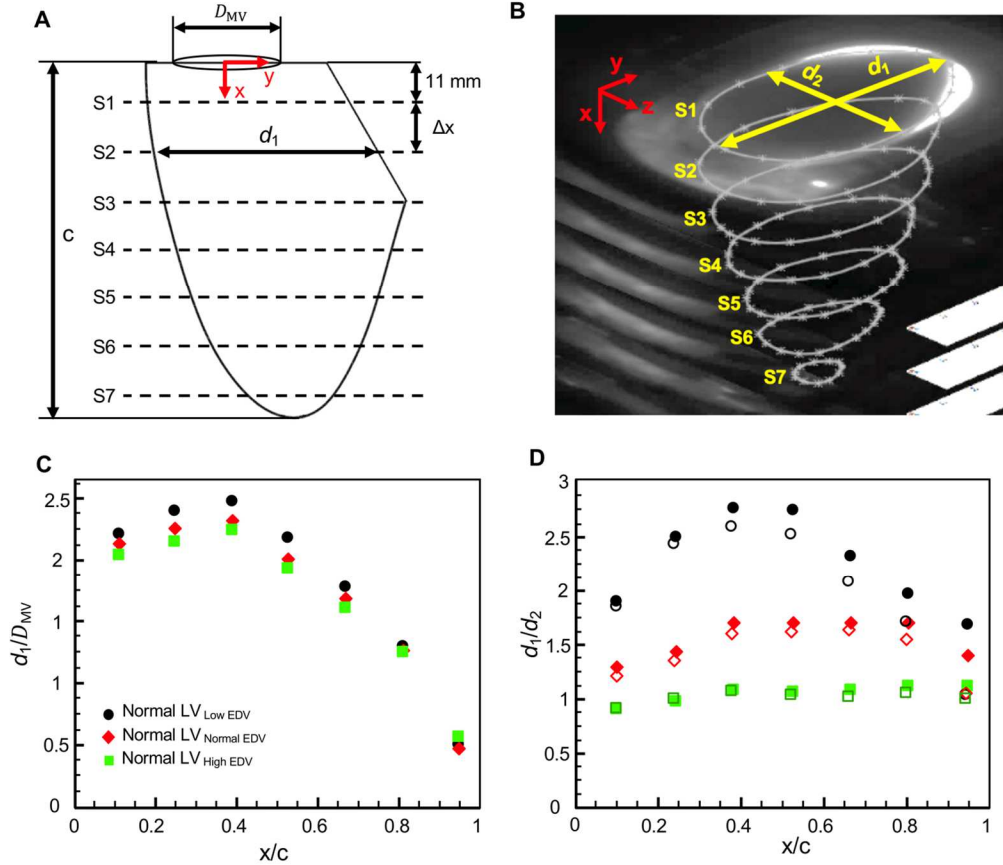 A
D_MV
y
x
11 mm
S1
Δx
S2
d₁
S3
c
S4
S5
S6
S7
B
y
z
x
d₂
d₁
S1
S2
S3
S4
S5
S6
S7
C
2.5
2
1
1
0.5
0
d₁/D_MV
Normal LV Low EDV
Normal LV Normal EDV
Normal LV High EDV
0 0.2 0.4 0.6 0.8 1
x/c
D
3
2.5
2
1.5
1
0.5
0
d₁/d₂
0 0.2 0.4 0.6 0.8 1
x/c